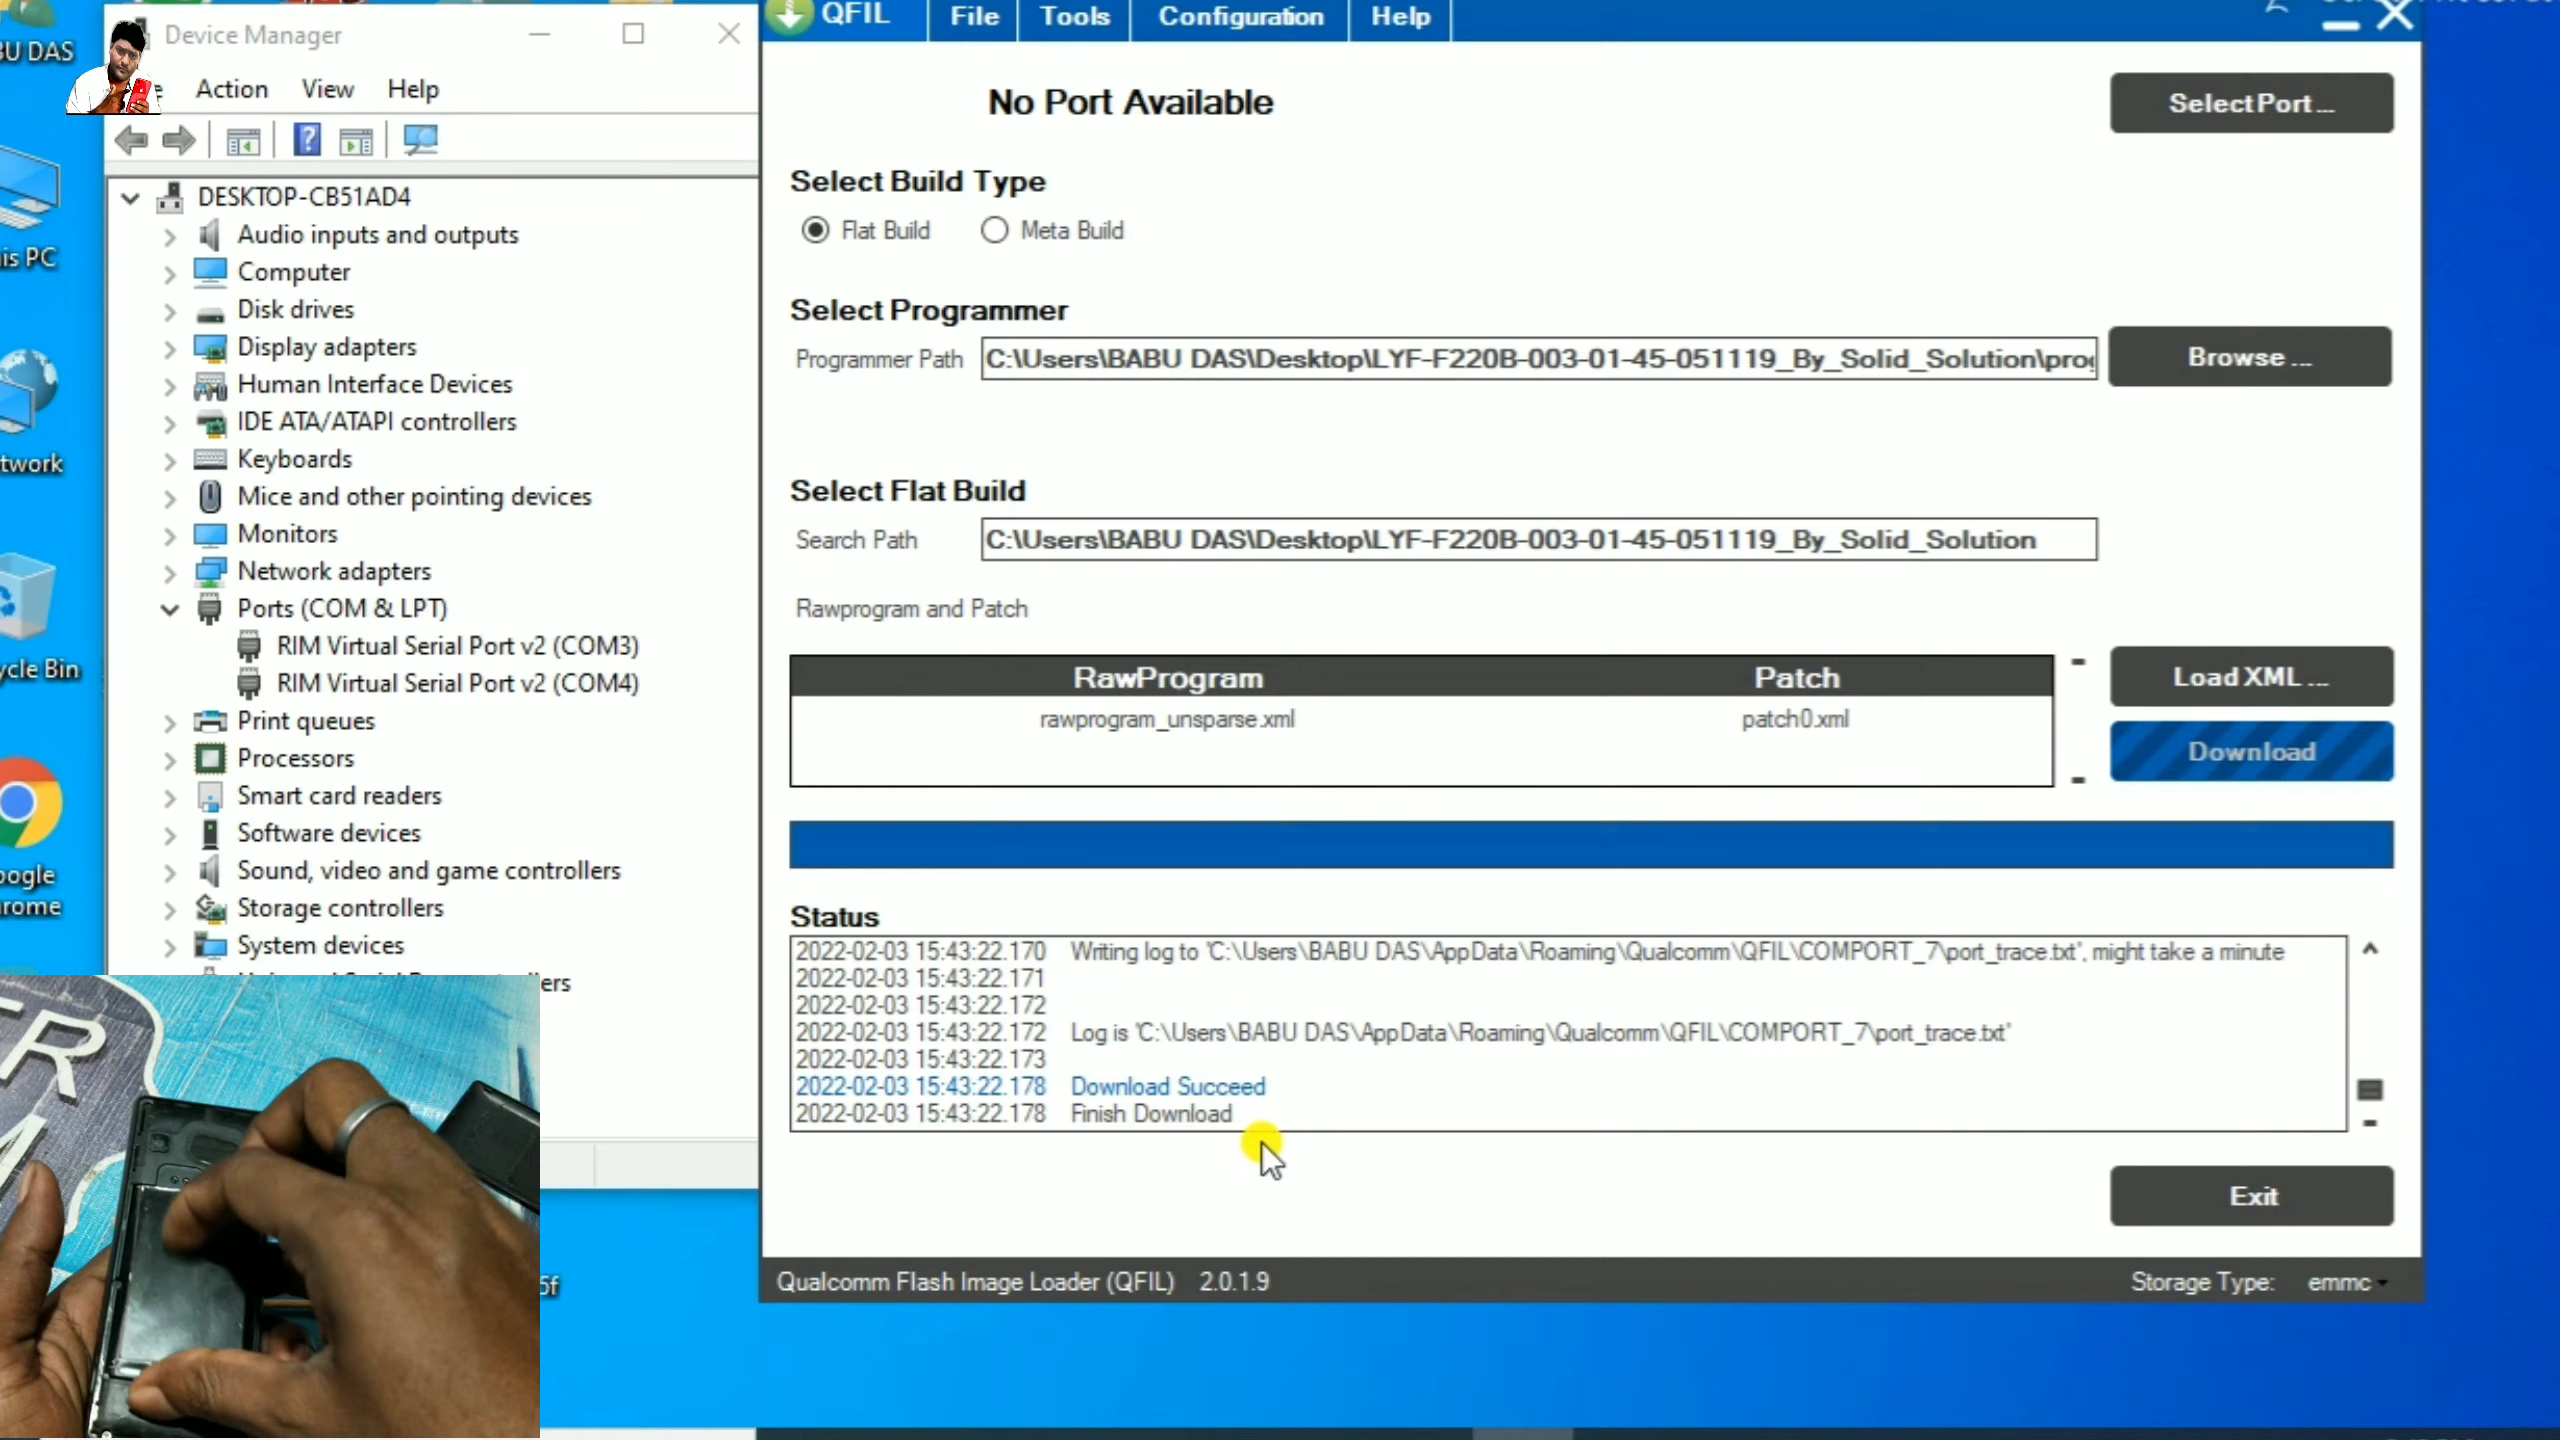 BU DAS
is PC
twork
cycle Bin
oogle
rome
Device Manager
Action View Help
DESKTOP-CB51AD4
Audio inputs and outputs
Computer
Disk drives
Display adapters
Human Interface Devices
IDE ATA/ATAPI controllers
Keyboards
Mice and other pointing devices
Monitors
Network adapters
Ports (COM & LPT)
RIM Virtual Serial Port v2 (COM3)
RIM Virtual Serial Port v2 (COM4)
Print queues
Processors
Smart card readers
Software devices
Sound, video and game controllers
Storage controllers
System devices
QFIL File Tools Configuration Help
No Port Available Select Port ...
Select Build Type
Flat Build Meta Build
Select Programmer
Programmer Path C:\Users\BABU DAS\Desktop\LYF-F220B-003-01-45-051119_By_Solid_Solution\prog Browse ...
Select Flat Build
Search Path C:\Users\BABU DAS\Desktop\LYF-F220B-003-01-45-051119_By_Solid_Solution
Rawprogram and Patch
RawProgram Patch Load XML ...
rawprogram_unsparse.xml patch0.xml
Download
Status
2022-02-03 15:43:22.170 Writing log to 'C:\Users\BABU DAS\AppData\Roaming\Qualcomm\QFIL\COMPORT_7\port_trace.txt', might take a minute
2022-02-03 15:43:22.171
2022-02-03 15:43:22.172
2022-02-03 15:43:22.172 Log is 'C:\Users\BABU DAS\AppData\Roaming\Qualcomm\QFIL\COMPORT_7\port_trace.txt'
2022-02-03 15:43:22.173
2022-02-03 15:43:22.178 Download Succeed
2022-02-03 15:43:22.178 Finish Download
Exit
Qualcomm Flash Image Loader (QFIL) 2.0.1.9 Storage Type: emmc